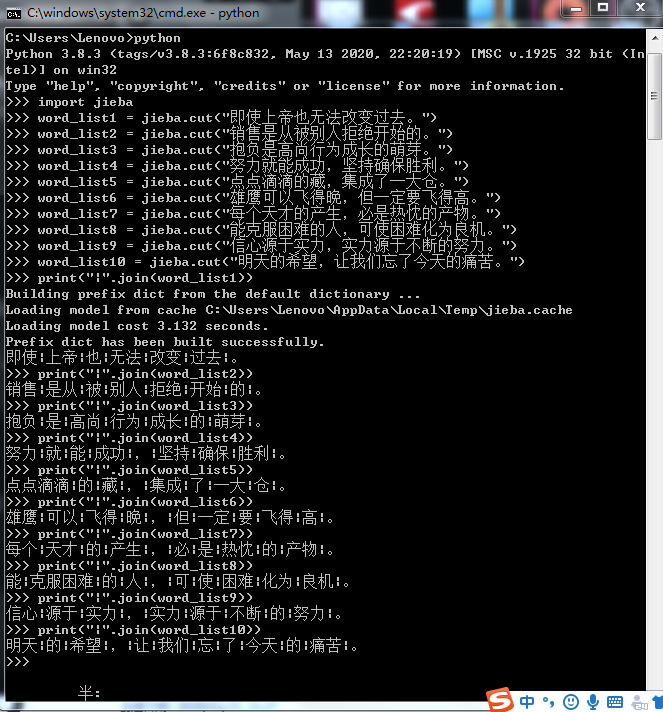 C:\windows\system32\cmd.exe - python
C:\Users\Lenovo>python
Python 3.8.3 (tags/v3.8.3:6f8c832, May 13 2020, 22:20:19) [MSC v.1925 32 bit (In
tel)] on win32
Type "help", "copyright", "credits" or "license" for more information.
>>> import jieba
>>> word_list1 = jieba.cut("即使上帝也无法改变过去。")
>>> word_list2 = jieba.cut("销售是从被别人拒绝开始的。")
>>> word_list3 = jieba.cut("抱负是高尚行为成长的萌芽。")
>>> word_list4 = jieba.cut("努力就能成功，坚持确保胜利。")
>>> word_list5 = jieba.cut("点点滴滴的藏，集成了一大仓。")
>>> word_list6 = jieba.cut("雄鹰可以飞得晚，但一定要飞得高。")
>>> word_list7 = jieba.cut("每个天才的产生，必是热忱的产物。")
>>> word_list8 = jieba.cut("能克服困难的人，可使困难化为良机。")
>>> word_list9 = jieba.cut("信心源于实力，实力源于不断的努力。")
>>> word_list10 = jieba.cut("明天的希望，让我们忘了今天的痛苦。")
>>> print("¦".join(word_list1))
Building prefix dict from the default dictionary ...
Loading model from cache C:\Users\Lenovo\AppData\Local\Temp\jieba.cache
Loading model cost 3.132 seconds.
Prefix dict has been built successfully.
即使¦上帝¦也¦无法¦改变¦过去¦。
>>> print("¦".join(word_list2))
销售¦是从¦被¦别人¦拒绝¦开始¦的¦。
>>> print("¦".join(word_list3))
抱负¦是¦高尚¦行为¦成长¦的¦萌芽¦。
>>> print("¦".join(word_list4))
努力¦就¦能¦成功¦，¦坚持¦确保¦胜利¦。
>>> print("¦".join(word_list5))
点点滴滴¦的¦藏¦，¦集成¦了¦一大¦仓¦。
>>> print("¦".join(word_list6))
雄鹰¦可以¦飞得¦晚¦，¦但¦一定¦要¦飞得¦高¦。
>>> print("¦".join(word_list7))
每个¦天才¦的¦产生¦，¦必¦是¦热忱¦的¦产物¦。
>>> print("¦".join(word_list8))
能¦克服困难¦的¦人¦，¦可¦使¦困难¦化为¦良机¦。
>>> print("¦".join(word_list9))
信心¦源于¦实力¦，¦实力¦源于¦不断¦的¦努力¦。
>>> print("¦".join(word_list10))
明天¦的¦希望¦，¦让¦我们¦忘¦了¦今天¦的¦痛苦¦。
>>>
半:
中